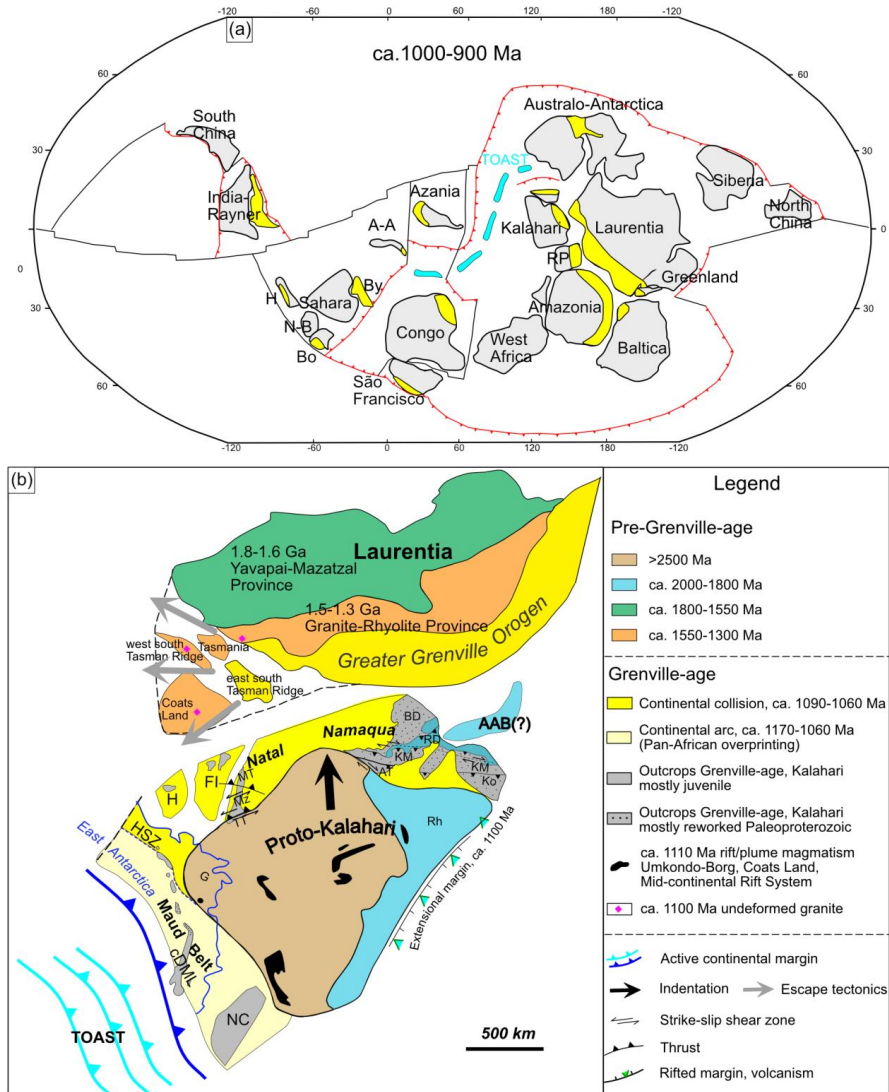 (a)
ca.1000-900 Ma
-120
-60
0
60
120
180
-120
60
30
0
30
60
60
30
0
0
30
60
-120
-60
0
60
120
180
-120
South
China
India-
Rayner
Azania
A-A
TOAST
Australo-Antarctica
Siberia
North
China
Kalahari
Laurentia
RP
Greenland
Amazonia
Baltica
H
Sahara
By
N-B
Bo
Congo
West
Africa
São
Francisco
(b)
1.8-1.6 Ga
Yavapai-Mazatzal
Province
Laurentia
1.5-1.3 Ga
Granite-Rhyolite Province
Greater Grenville Orogen
west south
Tasman Ridge
Tasmania
east south
Tasman Ridge
Coats
Land
Natal
Namaqua
BD
RD
KM
AT
KM
Ko
AAB(?)
H
FI
MT
MZ
TT
HSZ
East Antarctica
G
Proto-Kalahari
Rh
Extensional margin, ca. 1100 Ma
Maud Belt
cDML
NC
TOAST
500 km
Legend
Pre-Grenville-age
>2500 Ma
ca. 2000-1800 Ma
ca. 1800-1550 Ma
ca. 1550-1300 Ma
Grenville-age
Continental collision, ca. 1090-1060 Ma
Continental arc, ca. 1170-1060 Ma
(Pan-African overprinting)
Outcrops Grenville-age, Kalahari
mostly juvenile
Outcrops Grenville-age, Kalahari
mostly reworked Paleoproterozoic
ca. 1110 Ma rift/plume magmatism
Umkondo-Borg, Coats Land,
Mid-continental Rift System
ca. 1100 Ma undeformed granite
Active continental margin
Indentation
Escape tectonics
Strike-slip shear zone
Thrust
Rifted margin, volcanism